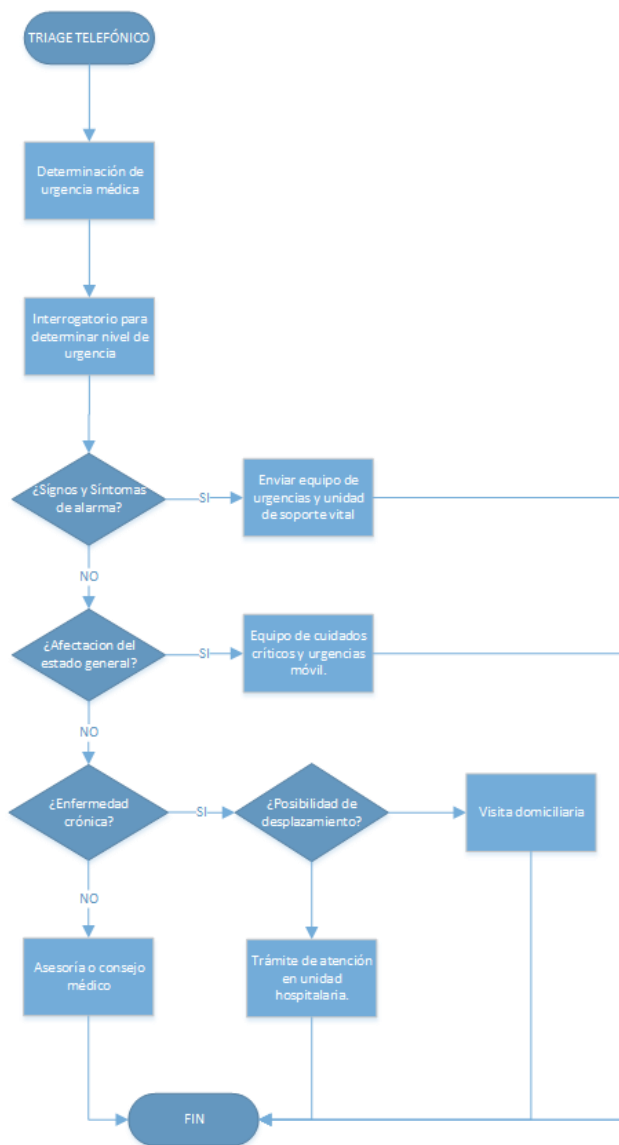 TRIAGE TELEFÓNICO
Determinación de
urgencia médica
Interrogatorio para
determinar nivel de
urgencia
¿Signos y Síntomas
de alarma?
SI
Enviar equipo de
urgencias y unidad
de soporte vital
NO
¿Afectacion del
estado general?
SI
Equipo de cuidados
críticos y urgencias
móvil.
NO
¿Enfermedad
crónica?
SI
¿Posibilidad de
desplazamiento?
Visita domiciliaria
NO
Asesoría o consejo
médico
Trámite de atención
en unidad
hospitalaria.
FIN